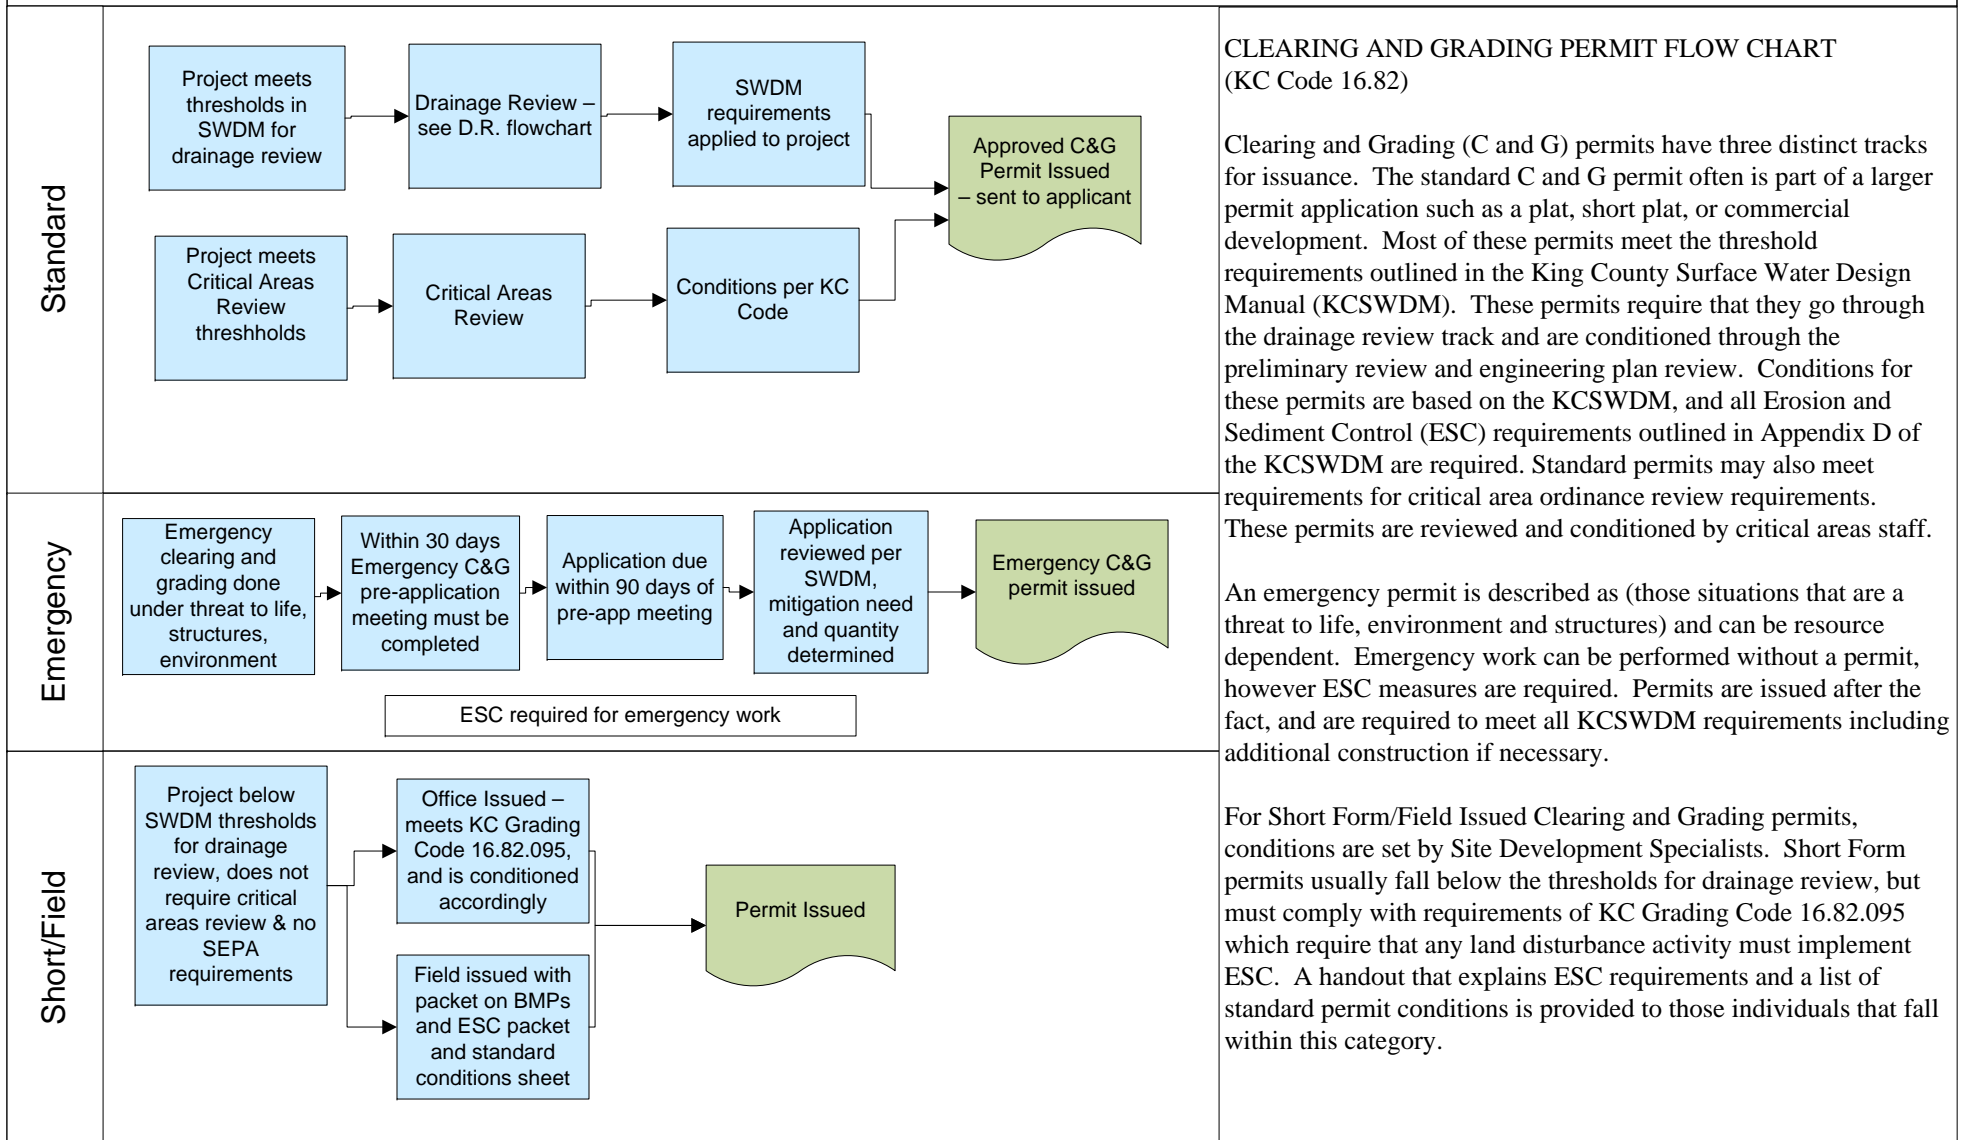 Standard
Project meets
thresholds in
SWDM for
drainage review
Drainage Review –
see D.R. flowchart
SWDM
requirements
applied to project
Approved C&G
Permit Issued
– sent to applicant
Project meets
Critical Areas
Review
threshholds
Critical Areas
Review
Conditions per KC
Code
Emergency
Emergency
clearing and
grading done
under threat to life,
structures,
environment
Within 30 days
Emergency C&G
pre-application
meeting must be
completed
Application due
within 90 days of
pre-app meeting
Application
reviewed per
SWDM,
mitigation need
and quantity
determined
Emergency C&G
permit issued
ESC required for emergency work
Short/Field
Project below
SWDM thresholds
for drainage
review, does not
require critical
areas review & no
SEPA
requirements
Office Issued –
meets KC Grading
Code 16.82.095,
and is conditioned
accordingly
Field issued with
packet on BMPs
and ESC packet
and standard
conditions sheet
Permit Issued
CLEARING AND GRADING PERMIT FLOW CHART
(KC Code 16.82)
Clearing and Grading (C and G) permits have three distinct tracks
for issuance. The standard C and G permit often is part of a larger
permit application such as a plat, short plat, or commercial
development. Most of these permits meet the threshold
requirements outlined in the King County Surface Water Design
Manual (KCSWDM). These permits require that they go through
the drainage review track and are conditioned through the
preliminary review and engineering plan review. Conditions for
these permits are based on the KCSWDM, and all Erosion and
Sediment Control (ESC) requirements outlined in Appendix D of
the KCSWDM are required. Standard permits may also meet
requirements for critical area ordinance review requirements.
These permits are reviewed and conditioned by critical areas staff.
An emergency permit is described as (those situations that are a
threat to life, environment and structures) and can be resource
dependent. Emergency work can be performed without a permit,
however ESC measures are required. Permits are issued after the
fact, and are required to meet all KCSWDM requirements including
additional construction if necessary.
For Short Form/Field Issued Clearing and Grading permits,
conditions are set by Site Development Specialists. Short Form
permits usually fall below the thresholds for drainage review, but
must comply with requirements of KC Grading Code 16.82.095
which require that any land disturbance activity must implement
ESC. A handout that explains ESC requirements and a list of
standard permit conditions is provided to those individuals that fall
within this category.